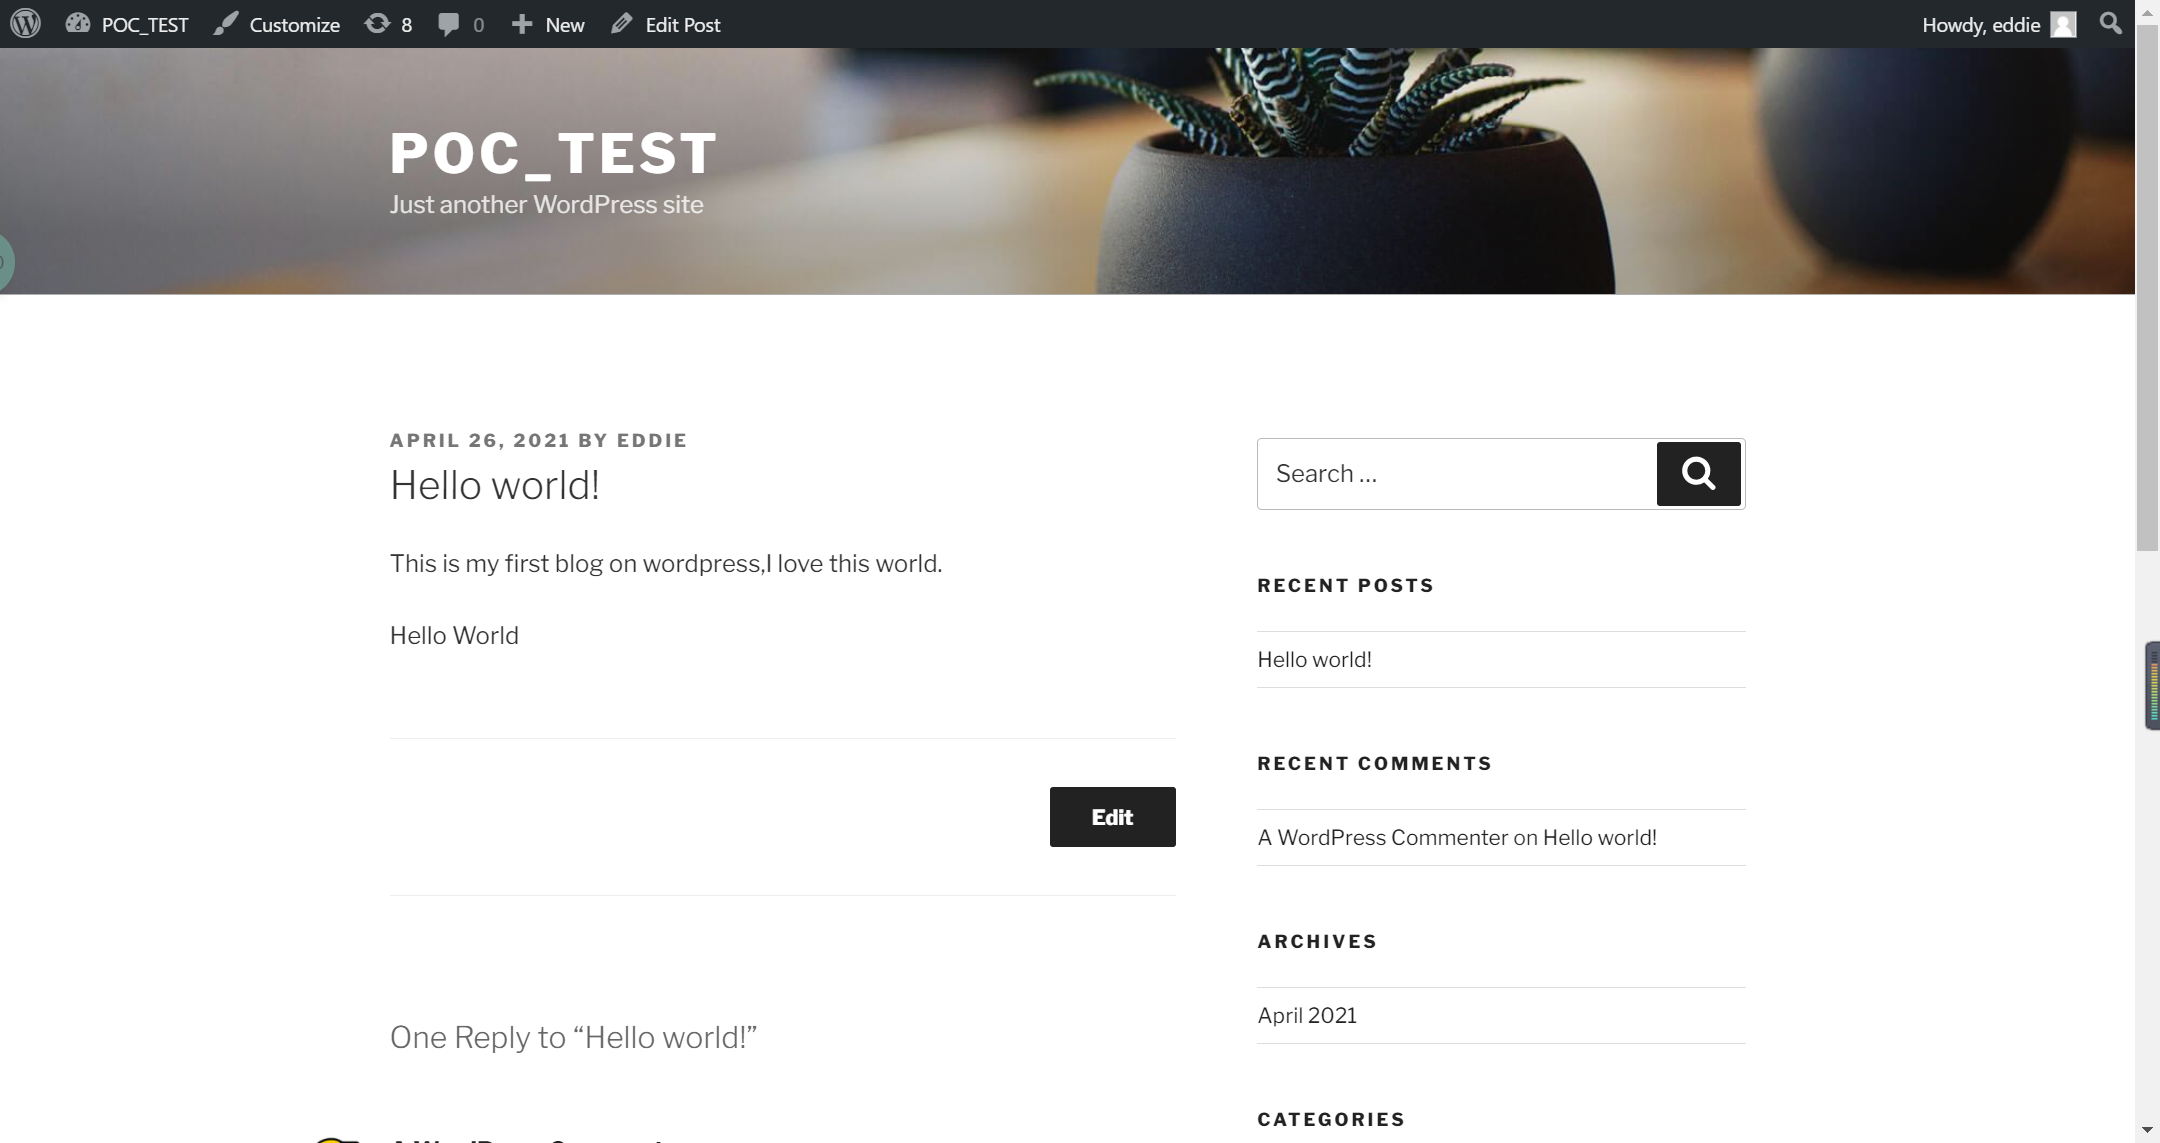 POC_TEST Customize 8 0 New Edit Post Howdy, eddie
POC_TEST
Just another WordPress site
APRIL 26, 2021 BY EDDIE
Hello world!
This is my first blog on wordpress,I love this world.
Hello World
Edit
One Reply to “Hello world!”
Search …
RECENT POSTS
Hello world!
RECENT COMMENTS
A WordPress Commenter on Hello world!
ARCHIVES
April 2021
CATEGORIES